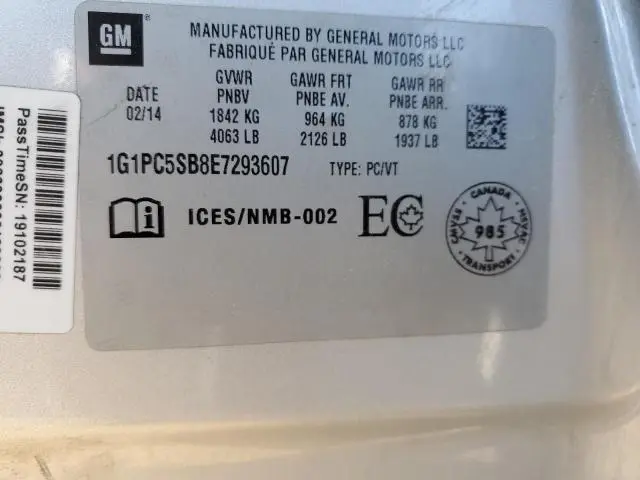 GM
MANUFACTURED BY GENERAL MOTORS LLC
FABRIQUÉ PAR GENERAL MOTORS LLC
GVWR GAWR FRT GAWR RR
DATE PNBV PNBE AV. PNBE ARR.
02/14 1842 KG 964 KG 878 KG
4063 LB 2126 LB 1937 LB
1G1PC5SB8E7293607 TYPE: PC/VT
ICES/NMB-002 EC
CANADA
CMVSS 985 NSVAC
TRANSPORT
PassTimeSN: 19102187